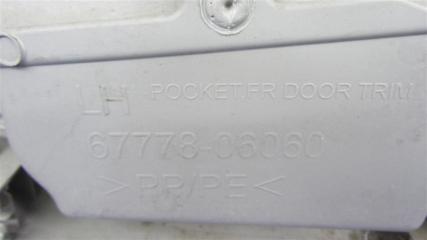 LH POCKET,FR DOOR TRIM
67778-06060
>PP/PE<